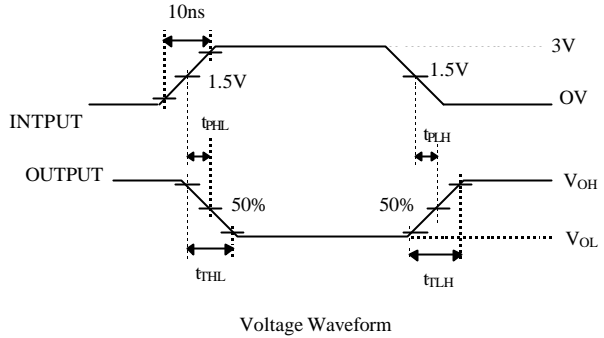 10ns
3V
1.5V
1.5V
OV
INTPUT
tPHL
tPLH
OUTPUT
VOH
50%
50%
VOL
tTHL
tTLH
Voltage Waveform